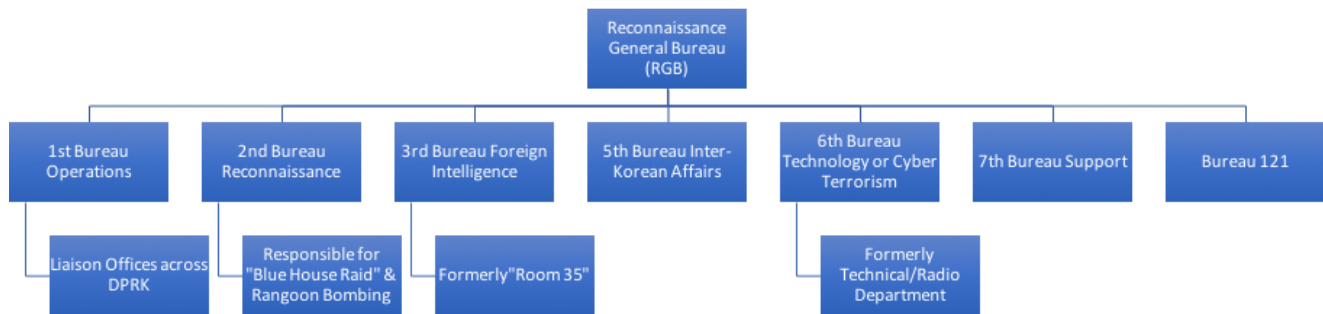 Reconnaissance
General Bureau
(RGB)
1st Bureau
Operations
2nd Bureau
Reconnaissance
3rd Bureau Foreign
Intelligence
5th Bureau Inter-
Korean Affairs
6th Bureau
Technology or Cyber
Terrorism
7th Bureau Support
Bureau 121
Liaison Offices across
DPRK
Responsible for
"Blue House Raid" &
Rangoon Bombing
Formerly"Room 35"
Formerly
Technical/Radio
Department